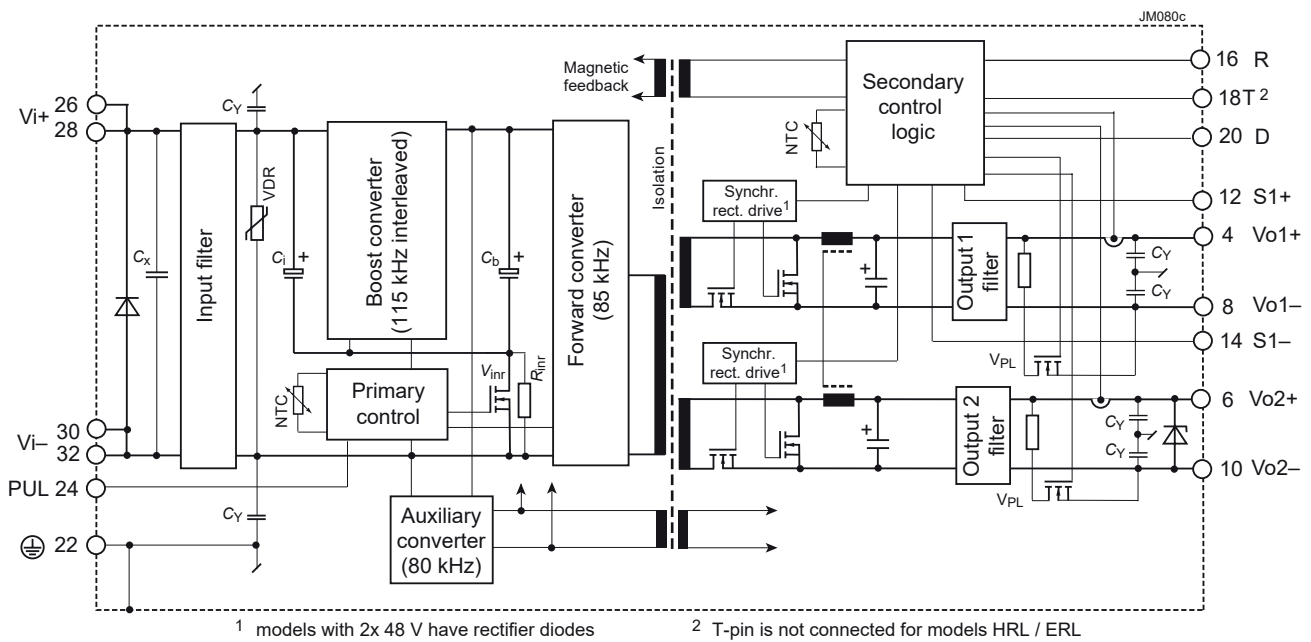 JM080c
Vi+
26
28
Vi–
30
32
PUL 24
22
CY
Cx
Input filter
VDR
CY
Ci
+
Boost converter
(115 kHz interleaved)
Cb
+
NTC
Primary
control
Vinr
Rinr
Forward converter
(85 kHz)
Auxiliary
converter
(80 kHz)
Magnetic
feedback
Isolation
Secondary
control
logic
NTC
Synchr.
rect. drive1
+
Output 1
filter
VPL
CY
CY
Synchr.
rect. drive1
+
Output 2
filter
VPL
CY
CY
16 R
18T 2
20 D
12 S1+
4 Vo1+
8 Vo1–
14 S1–
6 Vo2+
10 Vo2–
1 models with 2x 48 V have rectifier diodes
2 T-pin is not connected for models HRL / ERL